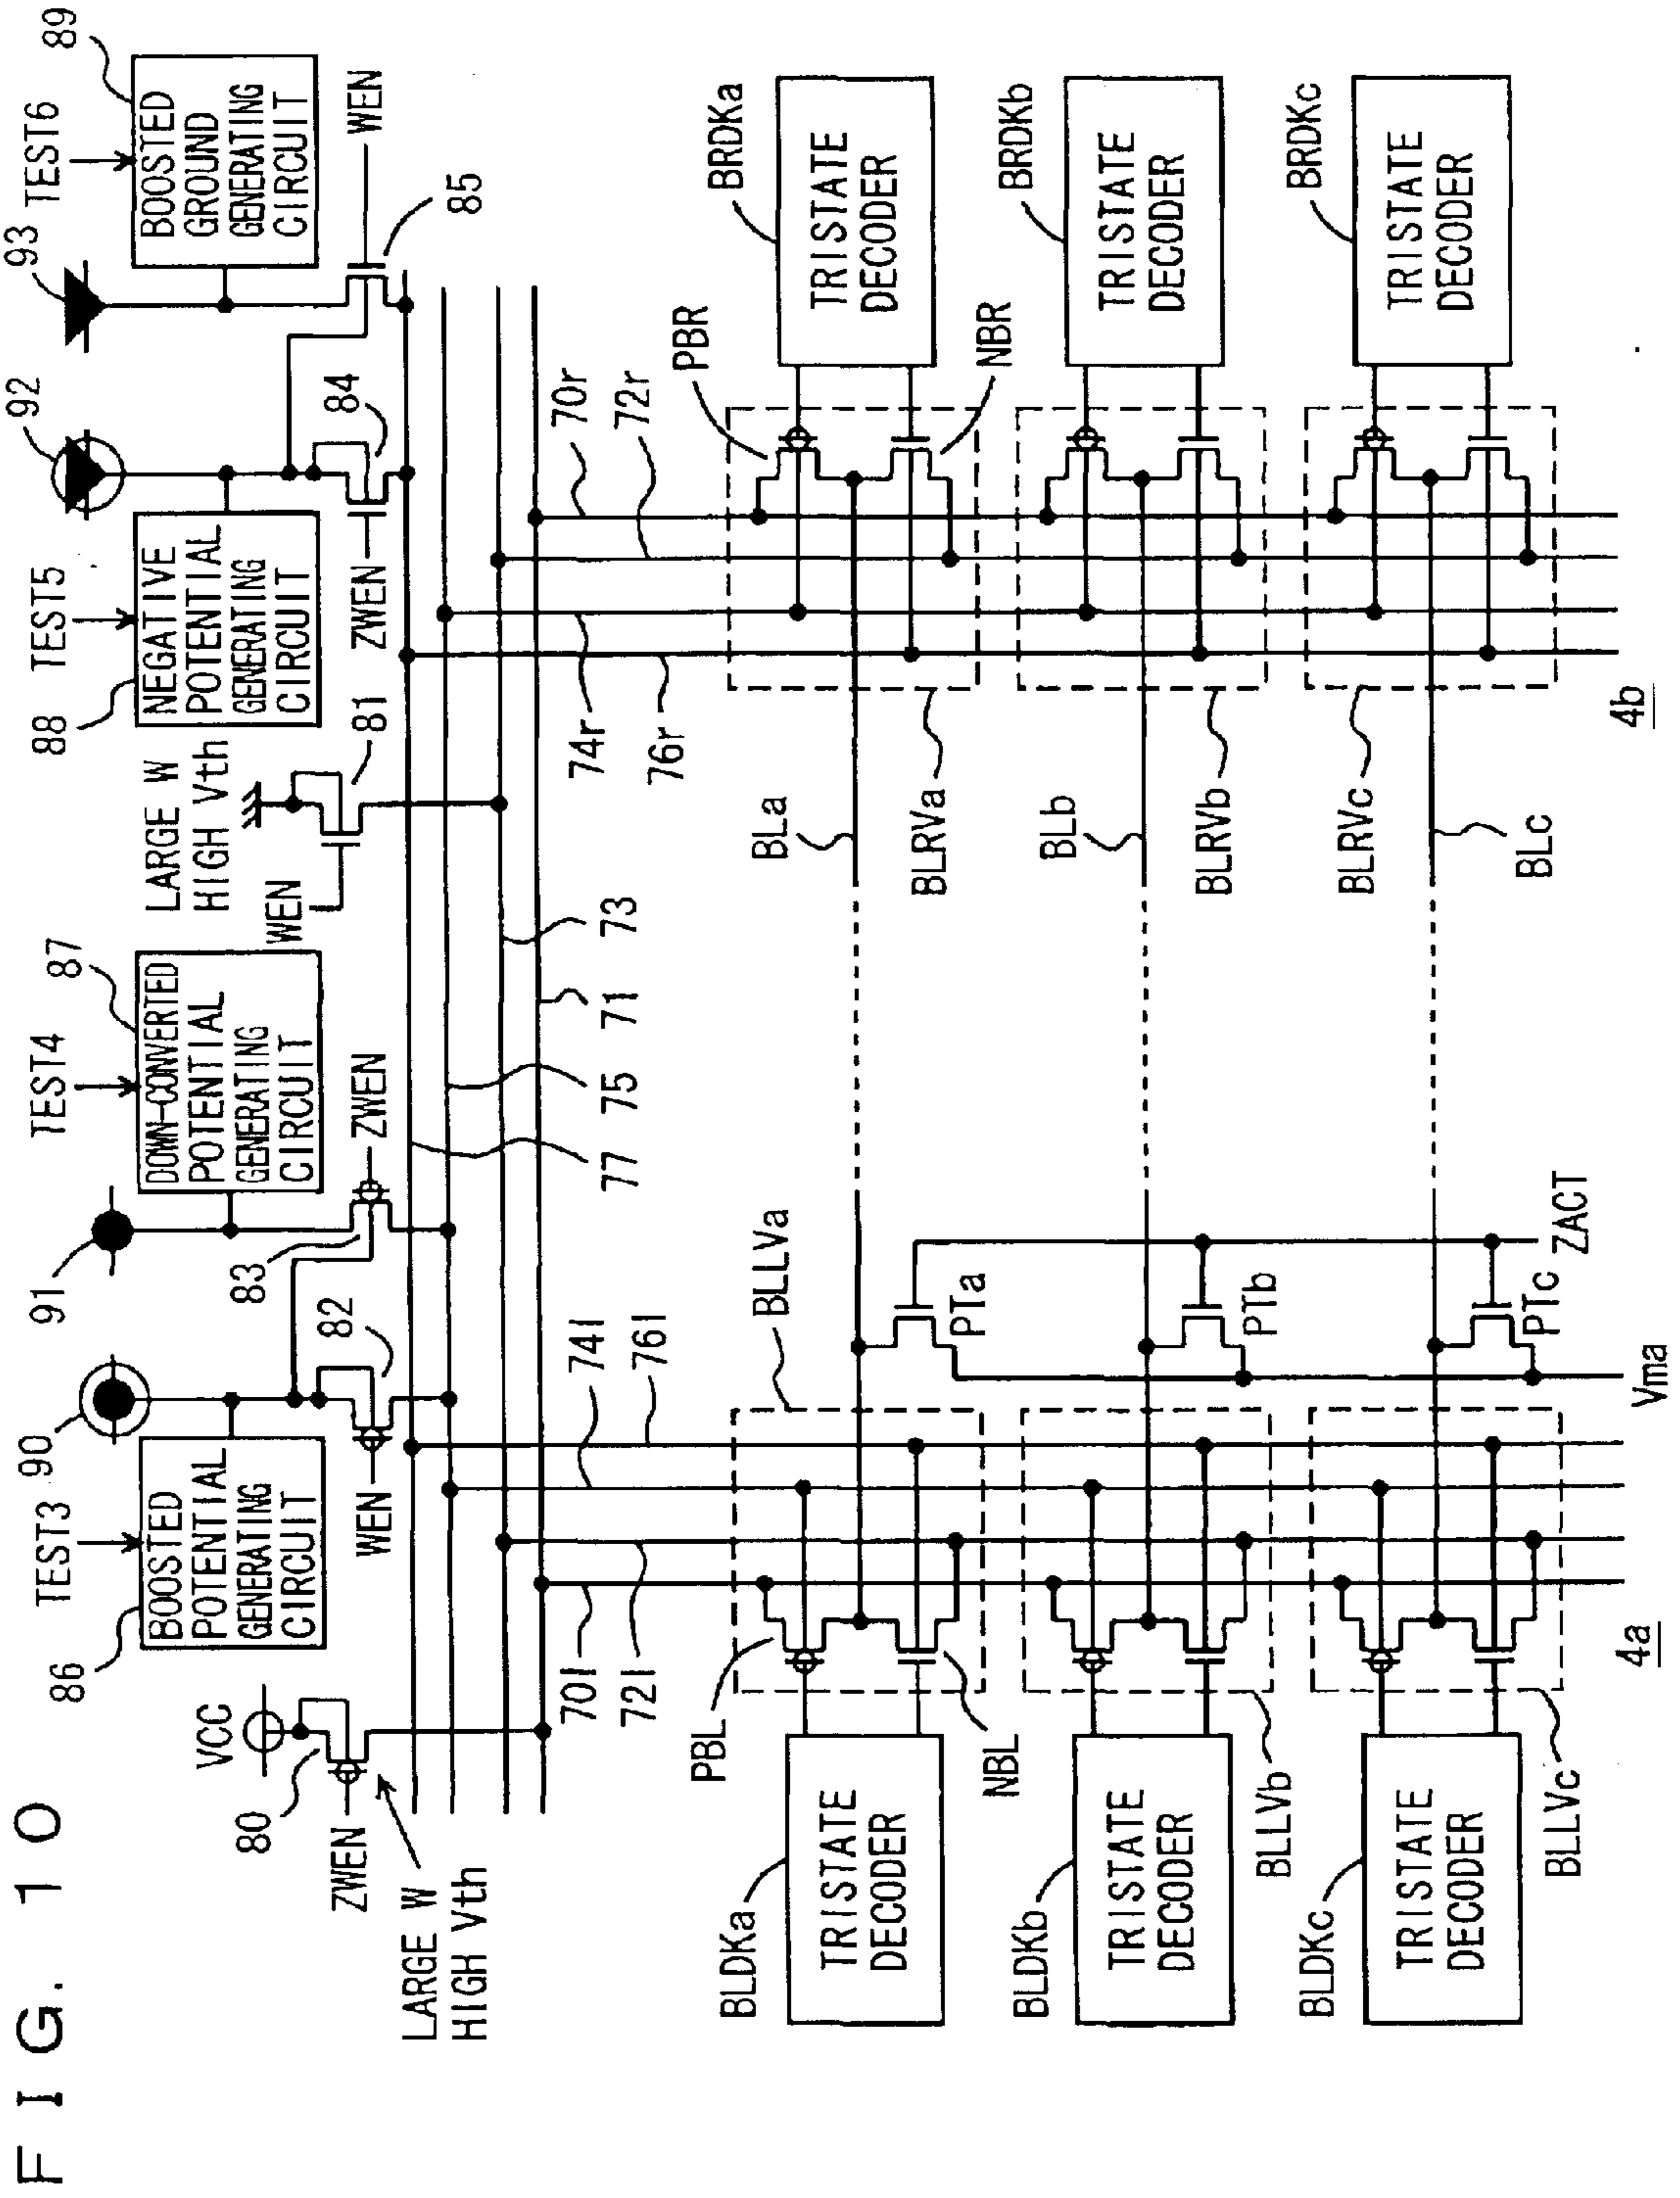 FIG. 10
TEST3
TEST4
TEST5
TEST6
86
90
91
87
88
92
93
89
BOOSTED
POTENTIAL
GENERATING
CIRCUIT
DOWN-CONVERTED
POTENTIAL
GENERATING
CIRCUIT
NEGATIVE
POTENTIAL
GENERATING
CIRCUIT
BOOSTED
GROUND
GENERATING
CIRCUIT
VCC
80
ZWEN
LARGE W
HIGH Vth
WEN
82
83
ZWEN
WEN
LARGE W
HIGH Vth
81
ZWEN
84
WEN
85
70l
72l
74l
76l
77
75
71
73
74r
76r
70r
72r
PBL
BLLVa
BLa
PBR
BRDKa
BLDKa
TRISTATE
DECODER
NBL
PTa
BLRVa
NBR
TRISTATE
DECODER
BLDKb
TRISTATE
DECODER
BLLVb
PTb
BLb
BLRVb
BRDKb
TRISTATE
DECODER
BLDKc
TRISTATE
DECODER
BLLVc
PTc
ZACT
BLRVc
BLc
BRDKc
TRISTATE
DECODER
4a
Vma
4b